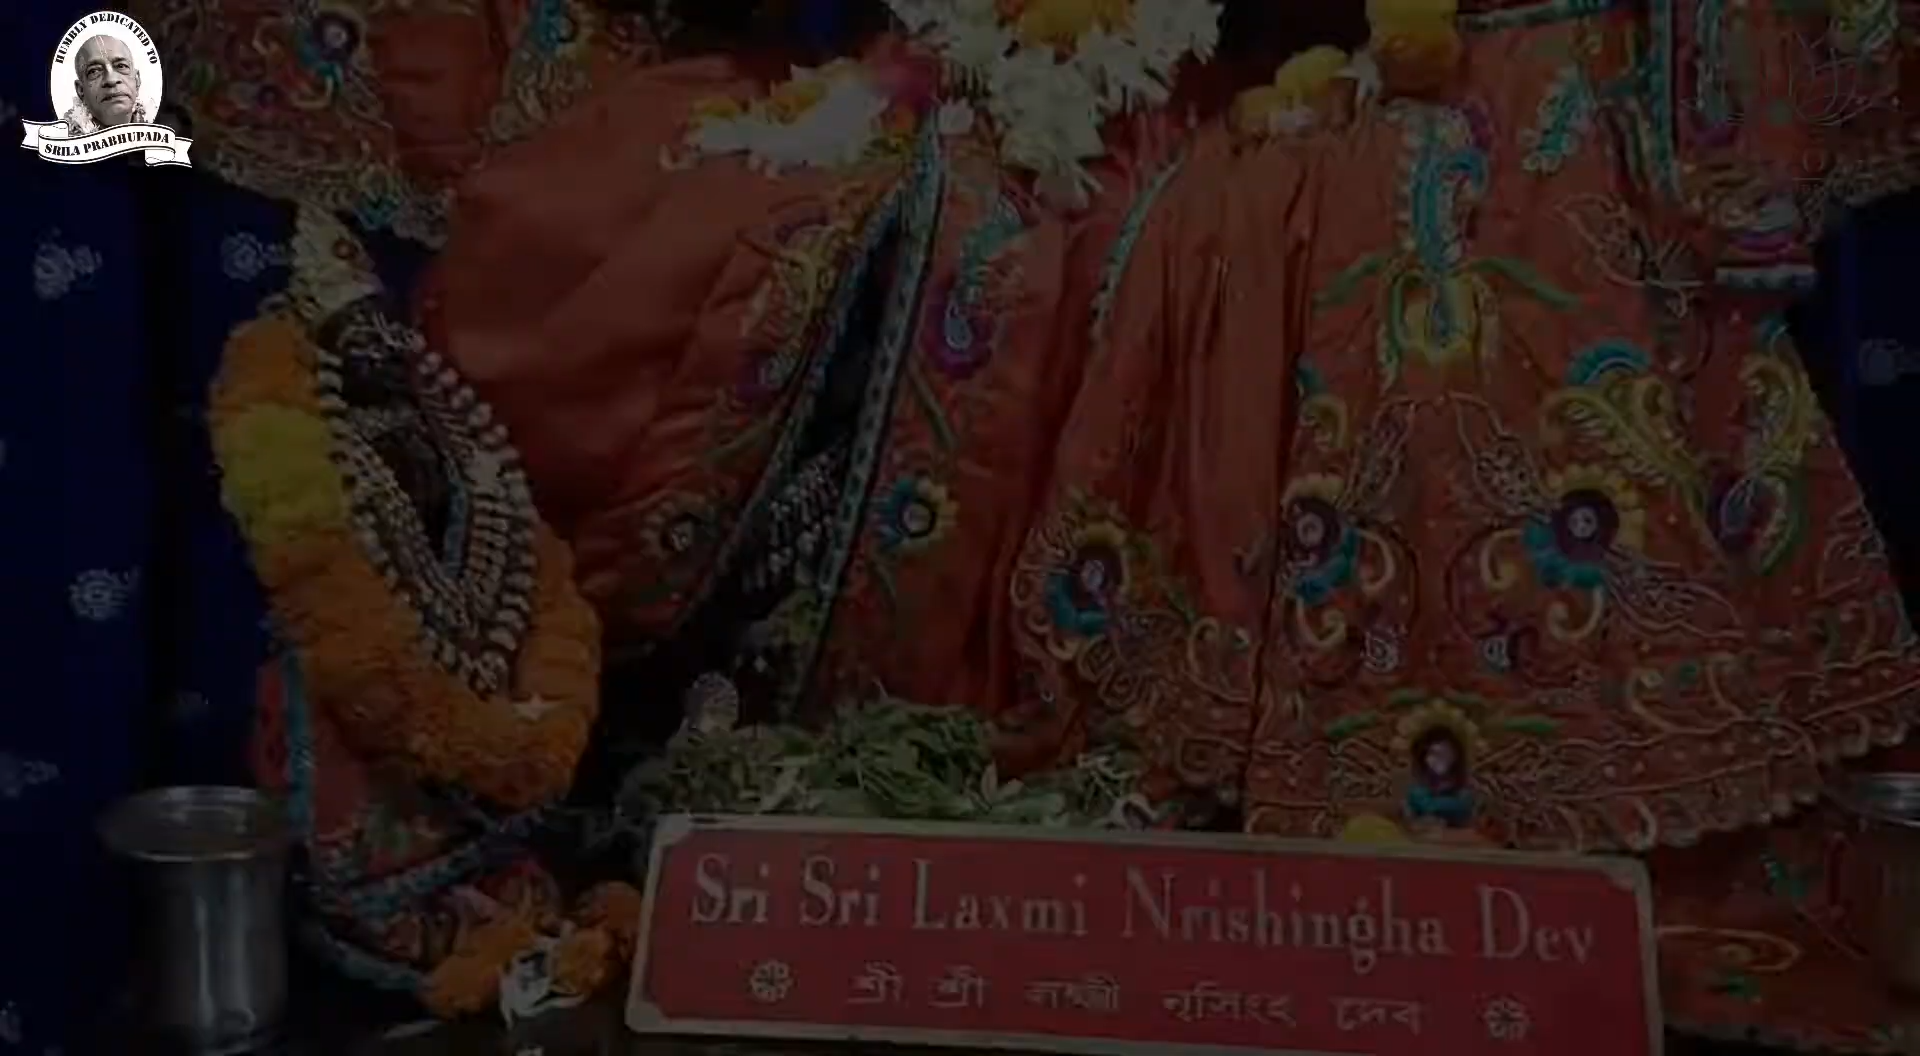 HUMBLY DEDICATED TO
SRILA PRABHUPADA
Sri Sri Laxmi Nrishingha Dev
শ্রী শ্রী লক্ষ্মী নৃসিংহ দেব